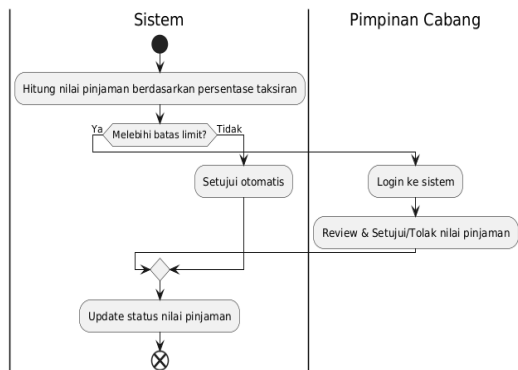 Sistem
Pimpinan Cabang
Hitung nilai pinjaman berdasarkan persentase taksiran
Ya
Melebihi batas limit?
Tidak
Setujui otomatis
Login ke sistem
Review & Setujui/Tolak nilai pinjaman
Update status nilai pinjaman